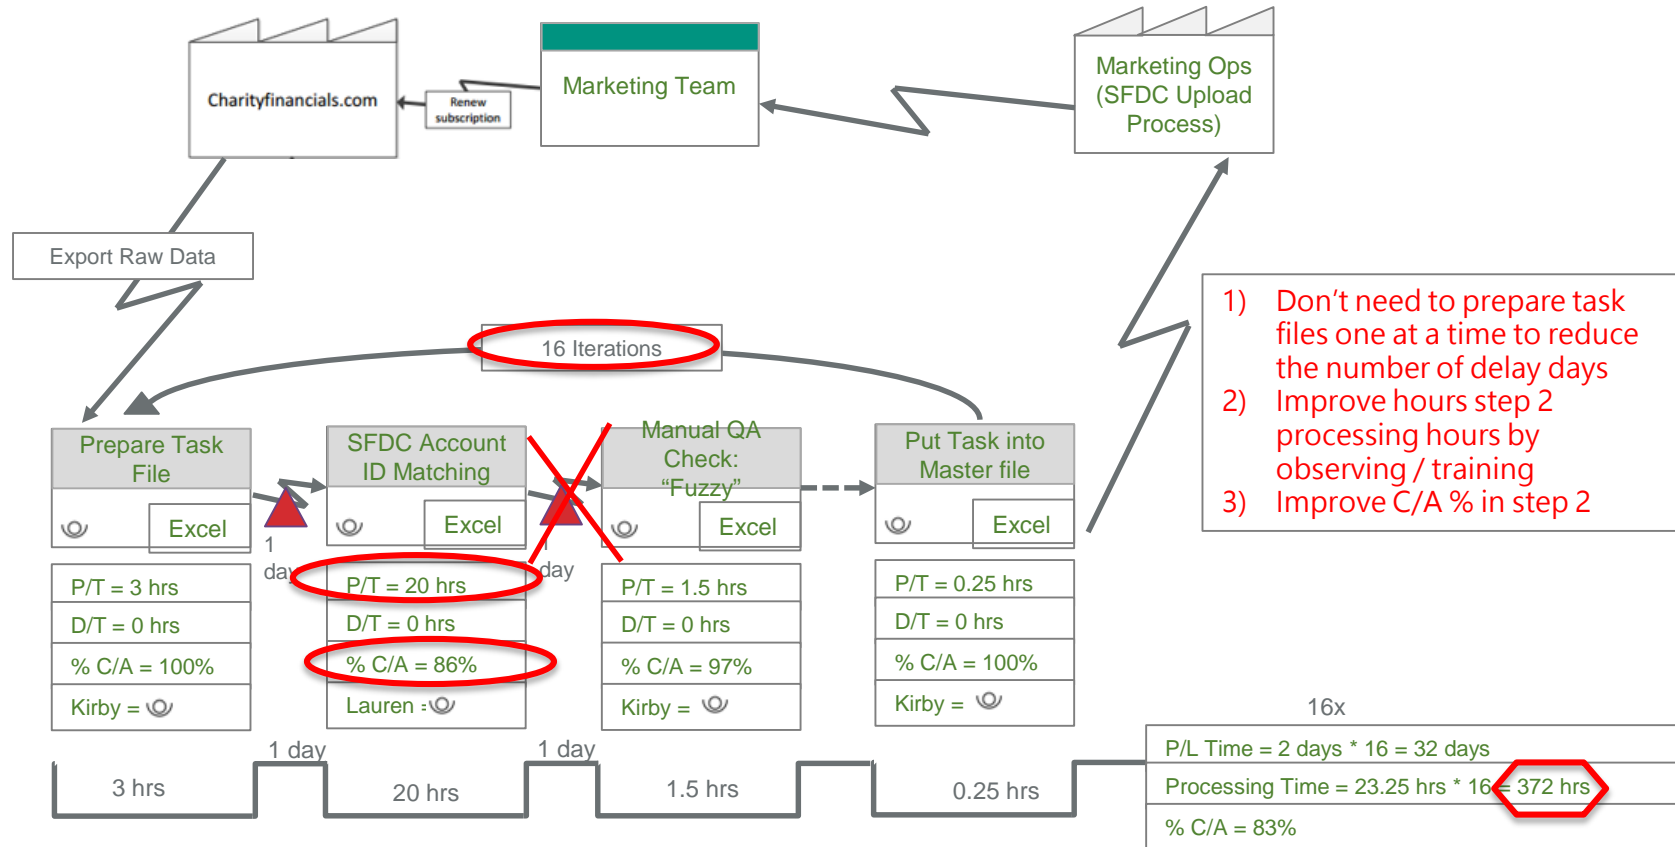 Charityfinancials.com
Renew
subscription
Marketing Team
Marketing Ops
(SFDC Upload
Process)
Export Raw Data
16 Iterations
1) Don’t need to prepare task
files one at a time to reduce
the number of delay days
2) Improve hours step 2
processing hours by
observing / training
3) Improve C/A % in step 2
Prepare Task
File
Excel
1
day
P/T = 3 hrs
D/T = 0 hrs
% C/A = 100%
Kirby =
SFDC Account
ID Matching
Excel
1
day
P/T = 20 hrs
D/T = 0 hrs
% C/A = 86%
Lauren =
Manual QA
Check:
“Fuzzy”
Excel
P/T = 1.5 hrs
D/T = 0 hrs
% C/A = 97%
Kirby =
Put Task into
Master file
Excel
P/T = 0.25 hrs
D/T = 0 hrs
% C/A = 100%
Kirby =
3 hrs
1 day
20 hrs
1 day
1.5 hrs
0.25 hrs
16x
P/L Time = 2 days * 16 = 32 days
Processing Time = 23.25 hrs * 16 = 372 hrs
% C/A = 83%